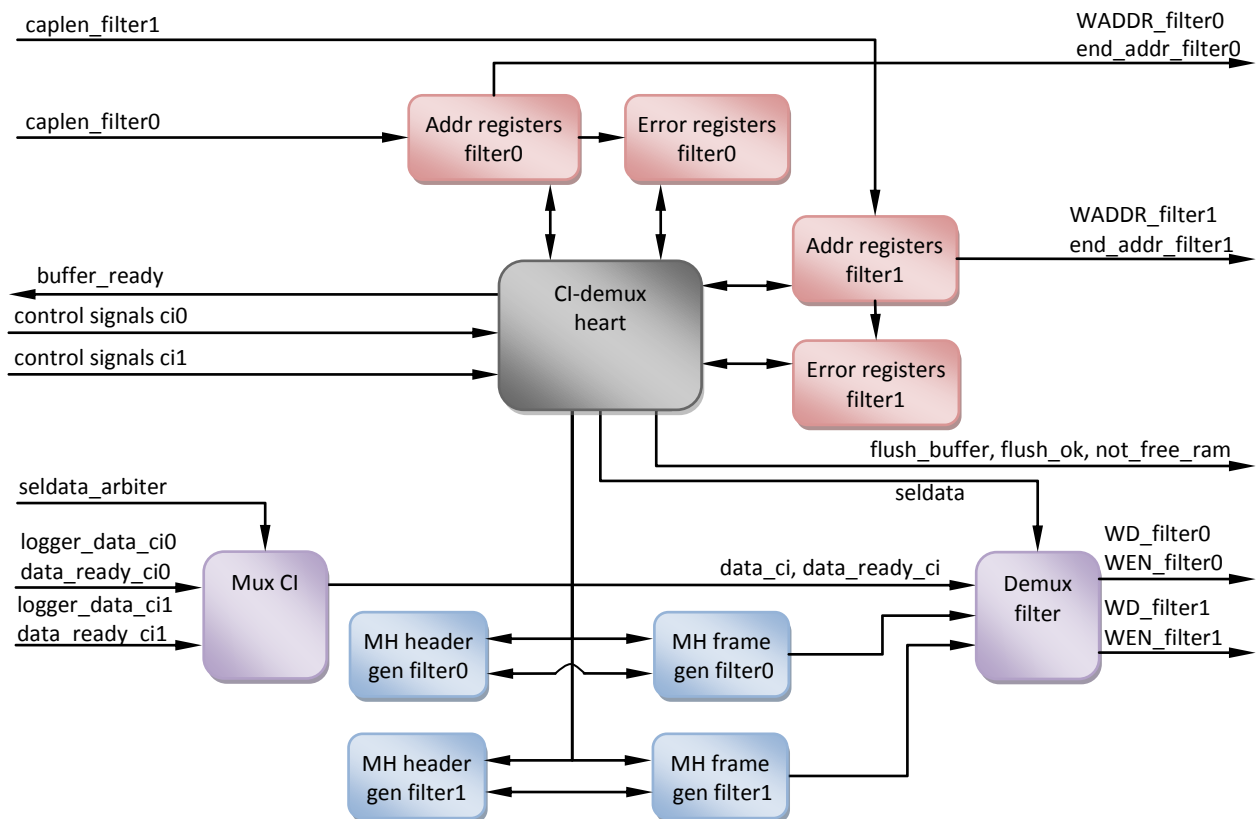 caplen_filter1
WADDR_filter0
end_addr_filter0
caplen_filter0
Addr registers
filter0
Error registers
filter0
WADDR_filter1
end_addr_filter1
Addr registers
filter1
buffer_ready
control signals ci0
control signals ci1
CI-demux
heart
Error registers
filter1
flush_buffer, flush_ok, not_free_ram
seldata
seldata_arbiter
logger_data_ci0
data_ready_ci0
logger_data_ci1
data_ready_ci1
Mux CI
data_ci, data_ready_ci
Demux
filter
WD_filter0
WEN_filter0
WD_filter1
WEN_filter1
MH header
gen filter0
MH frame
gen filter0
MH header
gen filter1
MH frame
gen filter1